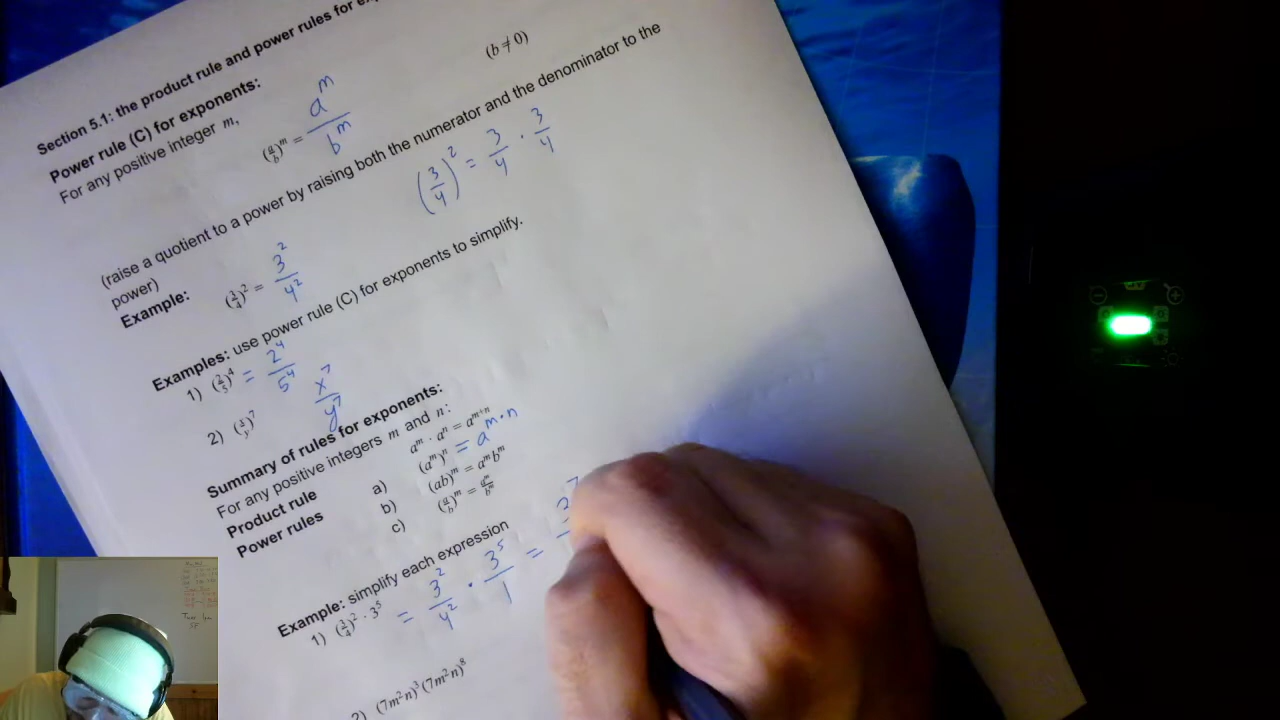 Section 5.1: the product rule and power rules for
Power rule (C) for exponents:
For any positive integer m,
(a/b)^m = a^m/b^m (b ≠ 0)
(raise a quotient to a power by raising both the numerator and the denominator to the
power)
(3/4)^2 = 3/4 · 3/4
Example: (3/4)^2 = 3^2/4^2
Examples: use power rule (C) for exponents to simplify.
1) (2/5)^4 = 2^4/5^4
2) (x/y)^7 x^7/y^7
Summary of rules for exponents:
For any positive integers m and n:
Product rule a^m · a^n = a^{m+n}
Power rules a) (a^m)^n = a^{m·n}
b) (ab)^m = a^m b^m
c) (a/b)^m = a^m/b^m
Example: simplify each expression
1) (3/4)^2 · 3^5 = 3^2/4^2 · 3^5/1 = 3^7
2) (7m^2n)^3(7m^2n)^8